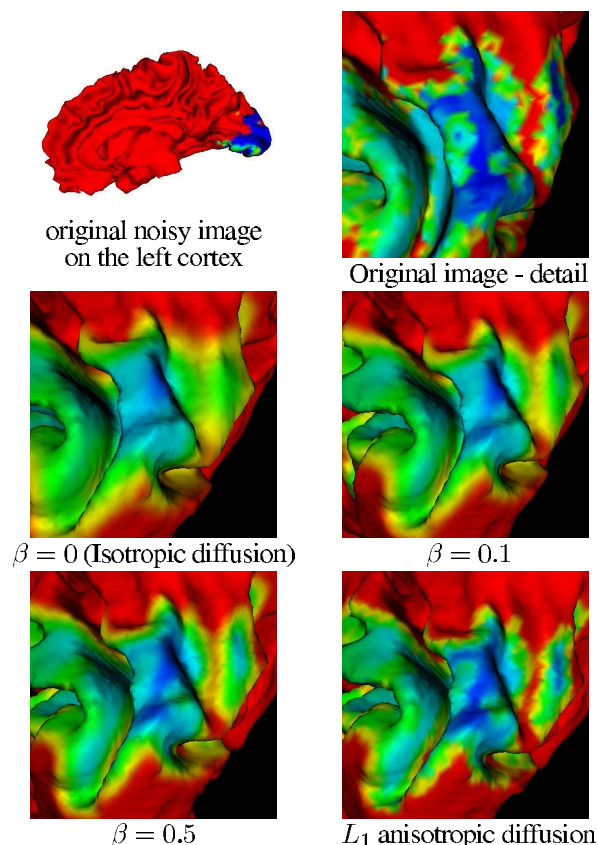 original noisy image
on the left cortex
Original image - detail
β = 0 (Isotropic diffusion)
β = 0.1
β = 0.5
L₁ anisotropic diffusion